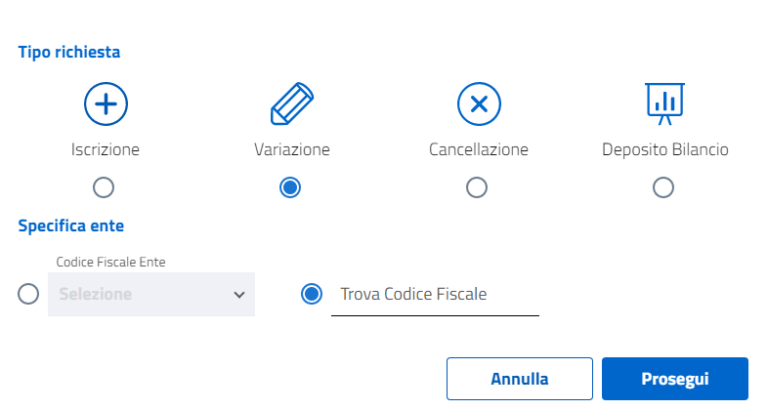 Tipo richiesta
Iscrizione Variazione Cancellazione Deposito Bilancio
Specifica ente
Codice Fiscale Ente
Selezione Trova Codice Fiscale
Annulla Prosegui